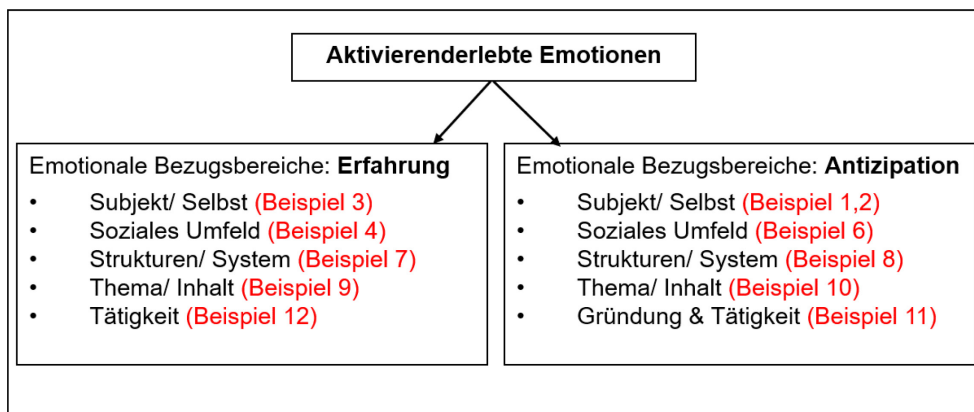 Aktivierenderlebte Emotionen
Emotionale Bezugsbereiche: Erfahrung
• Subjekt/ Selbst (Beispiel 3)
• Soziales Umfeld (Beispiel 4)
• Strukturen/ System (Beispiel 7)
• Thema/ Inhalt (Beispiel 9)
• Tätigkeit (Beispiel 12)
Emotionale Bezugsbereiche: Antizipation
• Subjekt/ Selbst (Beispiel 1,2)
• Soziales Umfeld (Beispiel 6)
• Strukturen/ System (Beispiel 8)
• Thema/ Inhalt (Beispiel 10)
• Gründung & Tätigkeit (Beispiel 11)